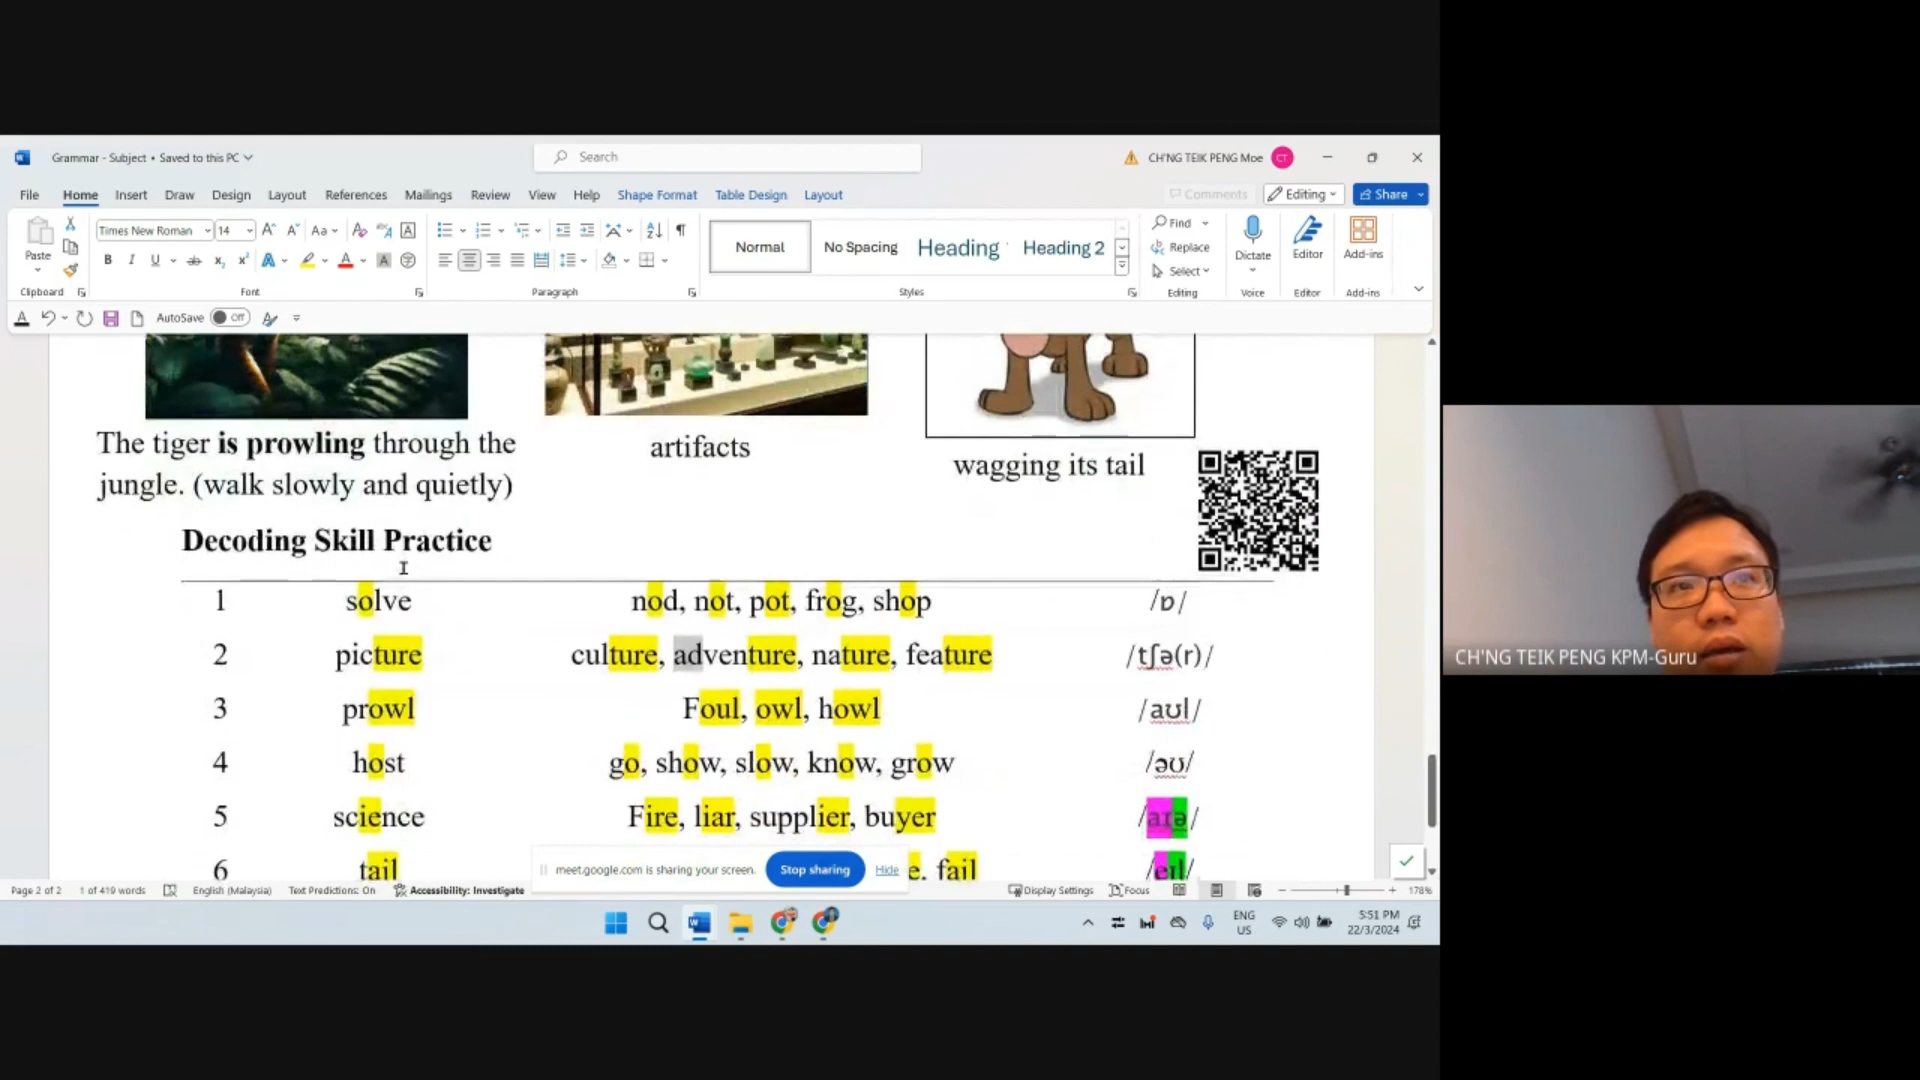 Grammar - Subject • Saved to this PC
Search
CH'NG TEIK PENG Moe
CT
File Home Insert Draw Design Layout References Mailings Review View Help Shape Format Table Design Layout
Comments Editing Share
Paste
Times New Roman 14
Normal
No Spacing
Heading
Heading 2
Find
Replace
Select
Dictate
Editor
Add-ins
Clipboard Font Paragraph Styles Editing Voice Editor Add-ins
AutoSave Off
The tiger is prowling through the
jungle. (walk slowly and quietly)
artifacts
wagging its tail
Decoding Skill Practice
1 solve nod, not, pot, frog, shop /ɒ/
2 picture culture, adventure, nature, feature /tʃə(r)/
3 prowl Foul, owl, howl /aʊl/
4 host go, show, slow, know, grow /əʊ/
5 science Fire, liar, supplier, buyer /aɪə/
6 tail e. fail /eɪl/
meet.google.com is sharing your screen. Stop sharing Hide
Page 2 of 2 1 of 419 words English (Malaysia) Text Predictions: On Accessibility: Investigate Display Settings Focus 178%
ENG
US
5:51 PM
22/3/2024
CH'NG TEIK PENG KPM-Guru